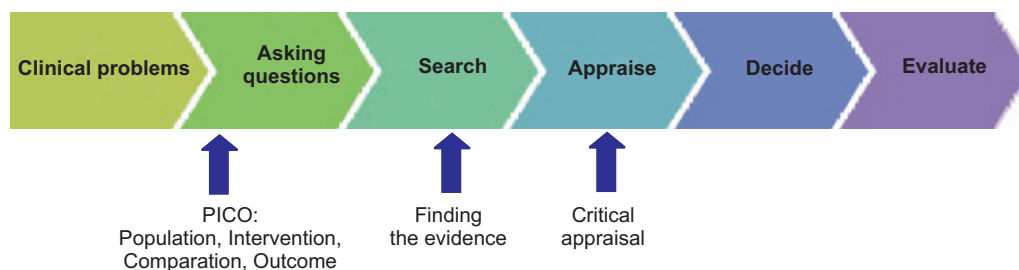 Clinical problems
Asking
questions
Search
Appraise
Decide
Evaluate
PICO:
Population, Intervention,
Comparation, Outcome
Finding
the evidence
Critical
appraisal